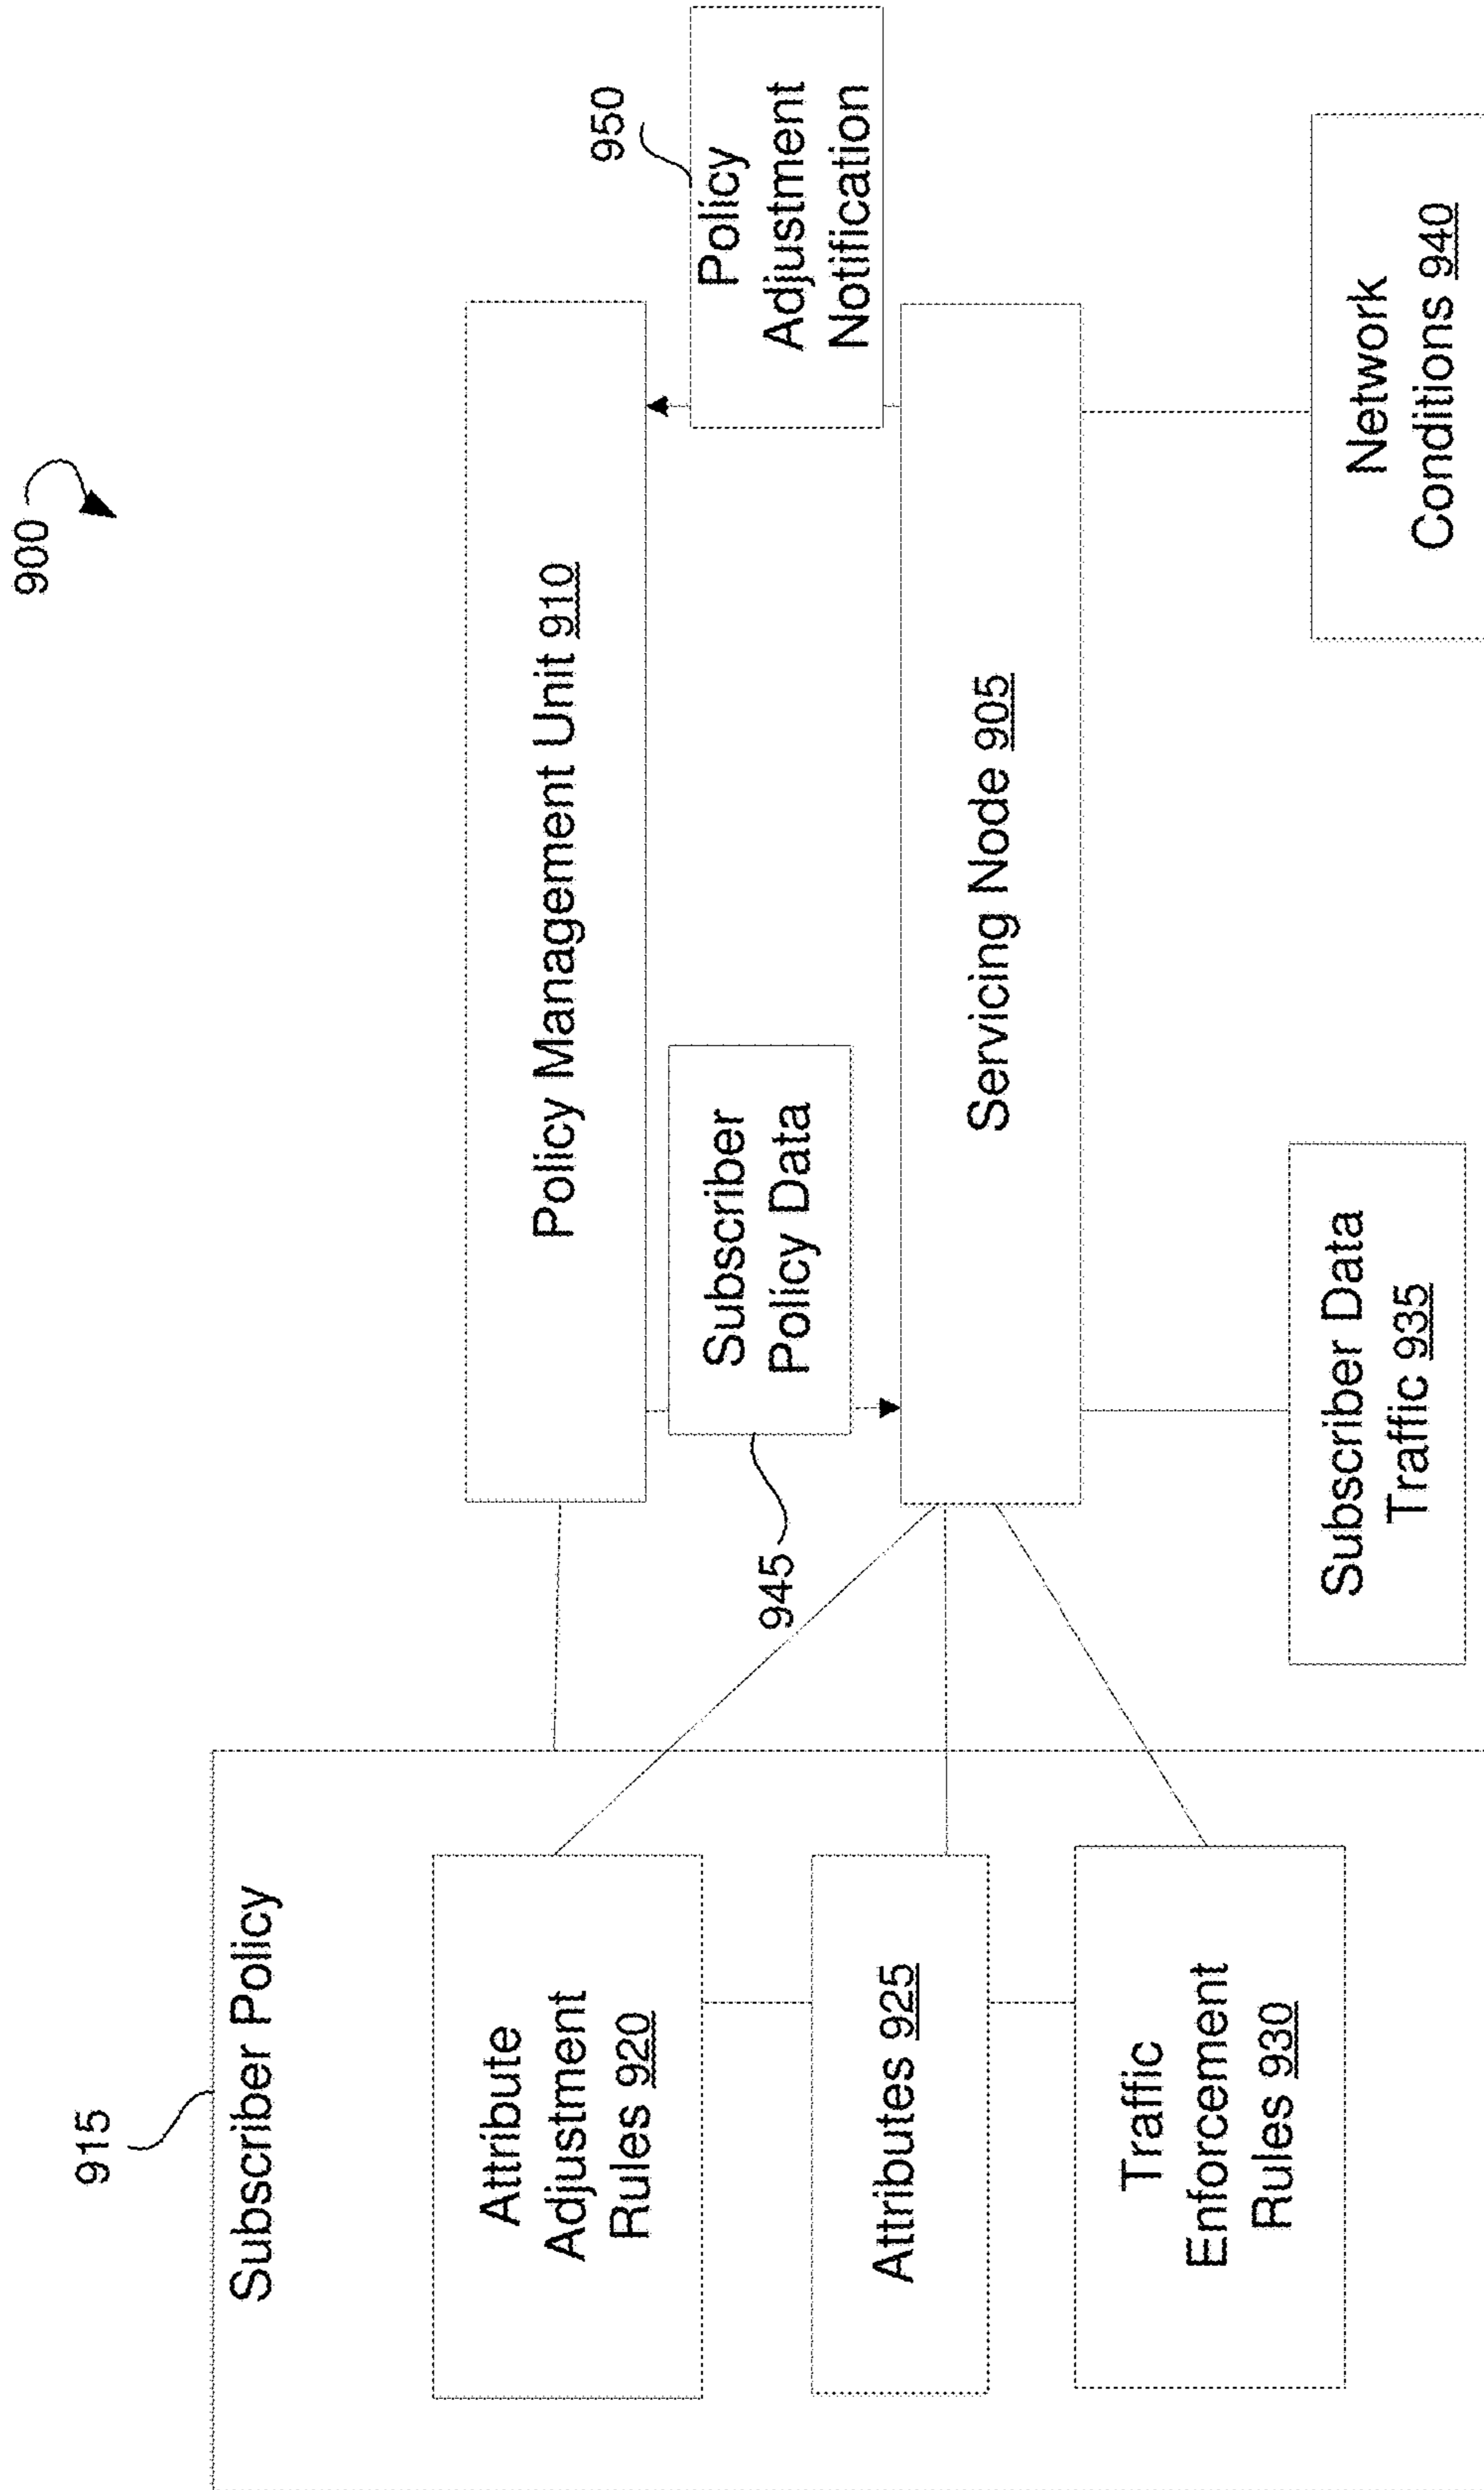 900
915
Subscriber Policy
Attribute
Adjustment
Rules 920
Attributes 925
Traffic
Enforcement
Rules 930
Policy Management Unit 910
945
Subscriber
Policy Data
950
Policy
Adjustment
Notification
Servicing Node 905
Subscriber Data
Traffic 935
Network
Conditions 940